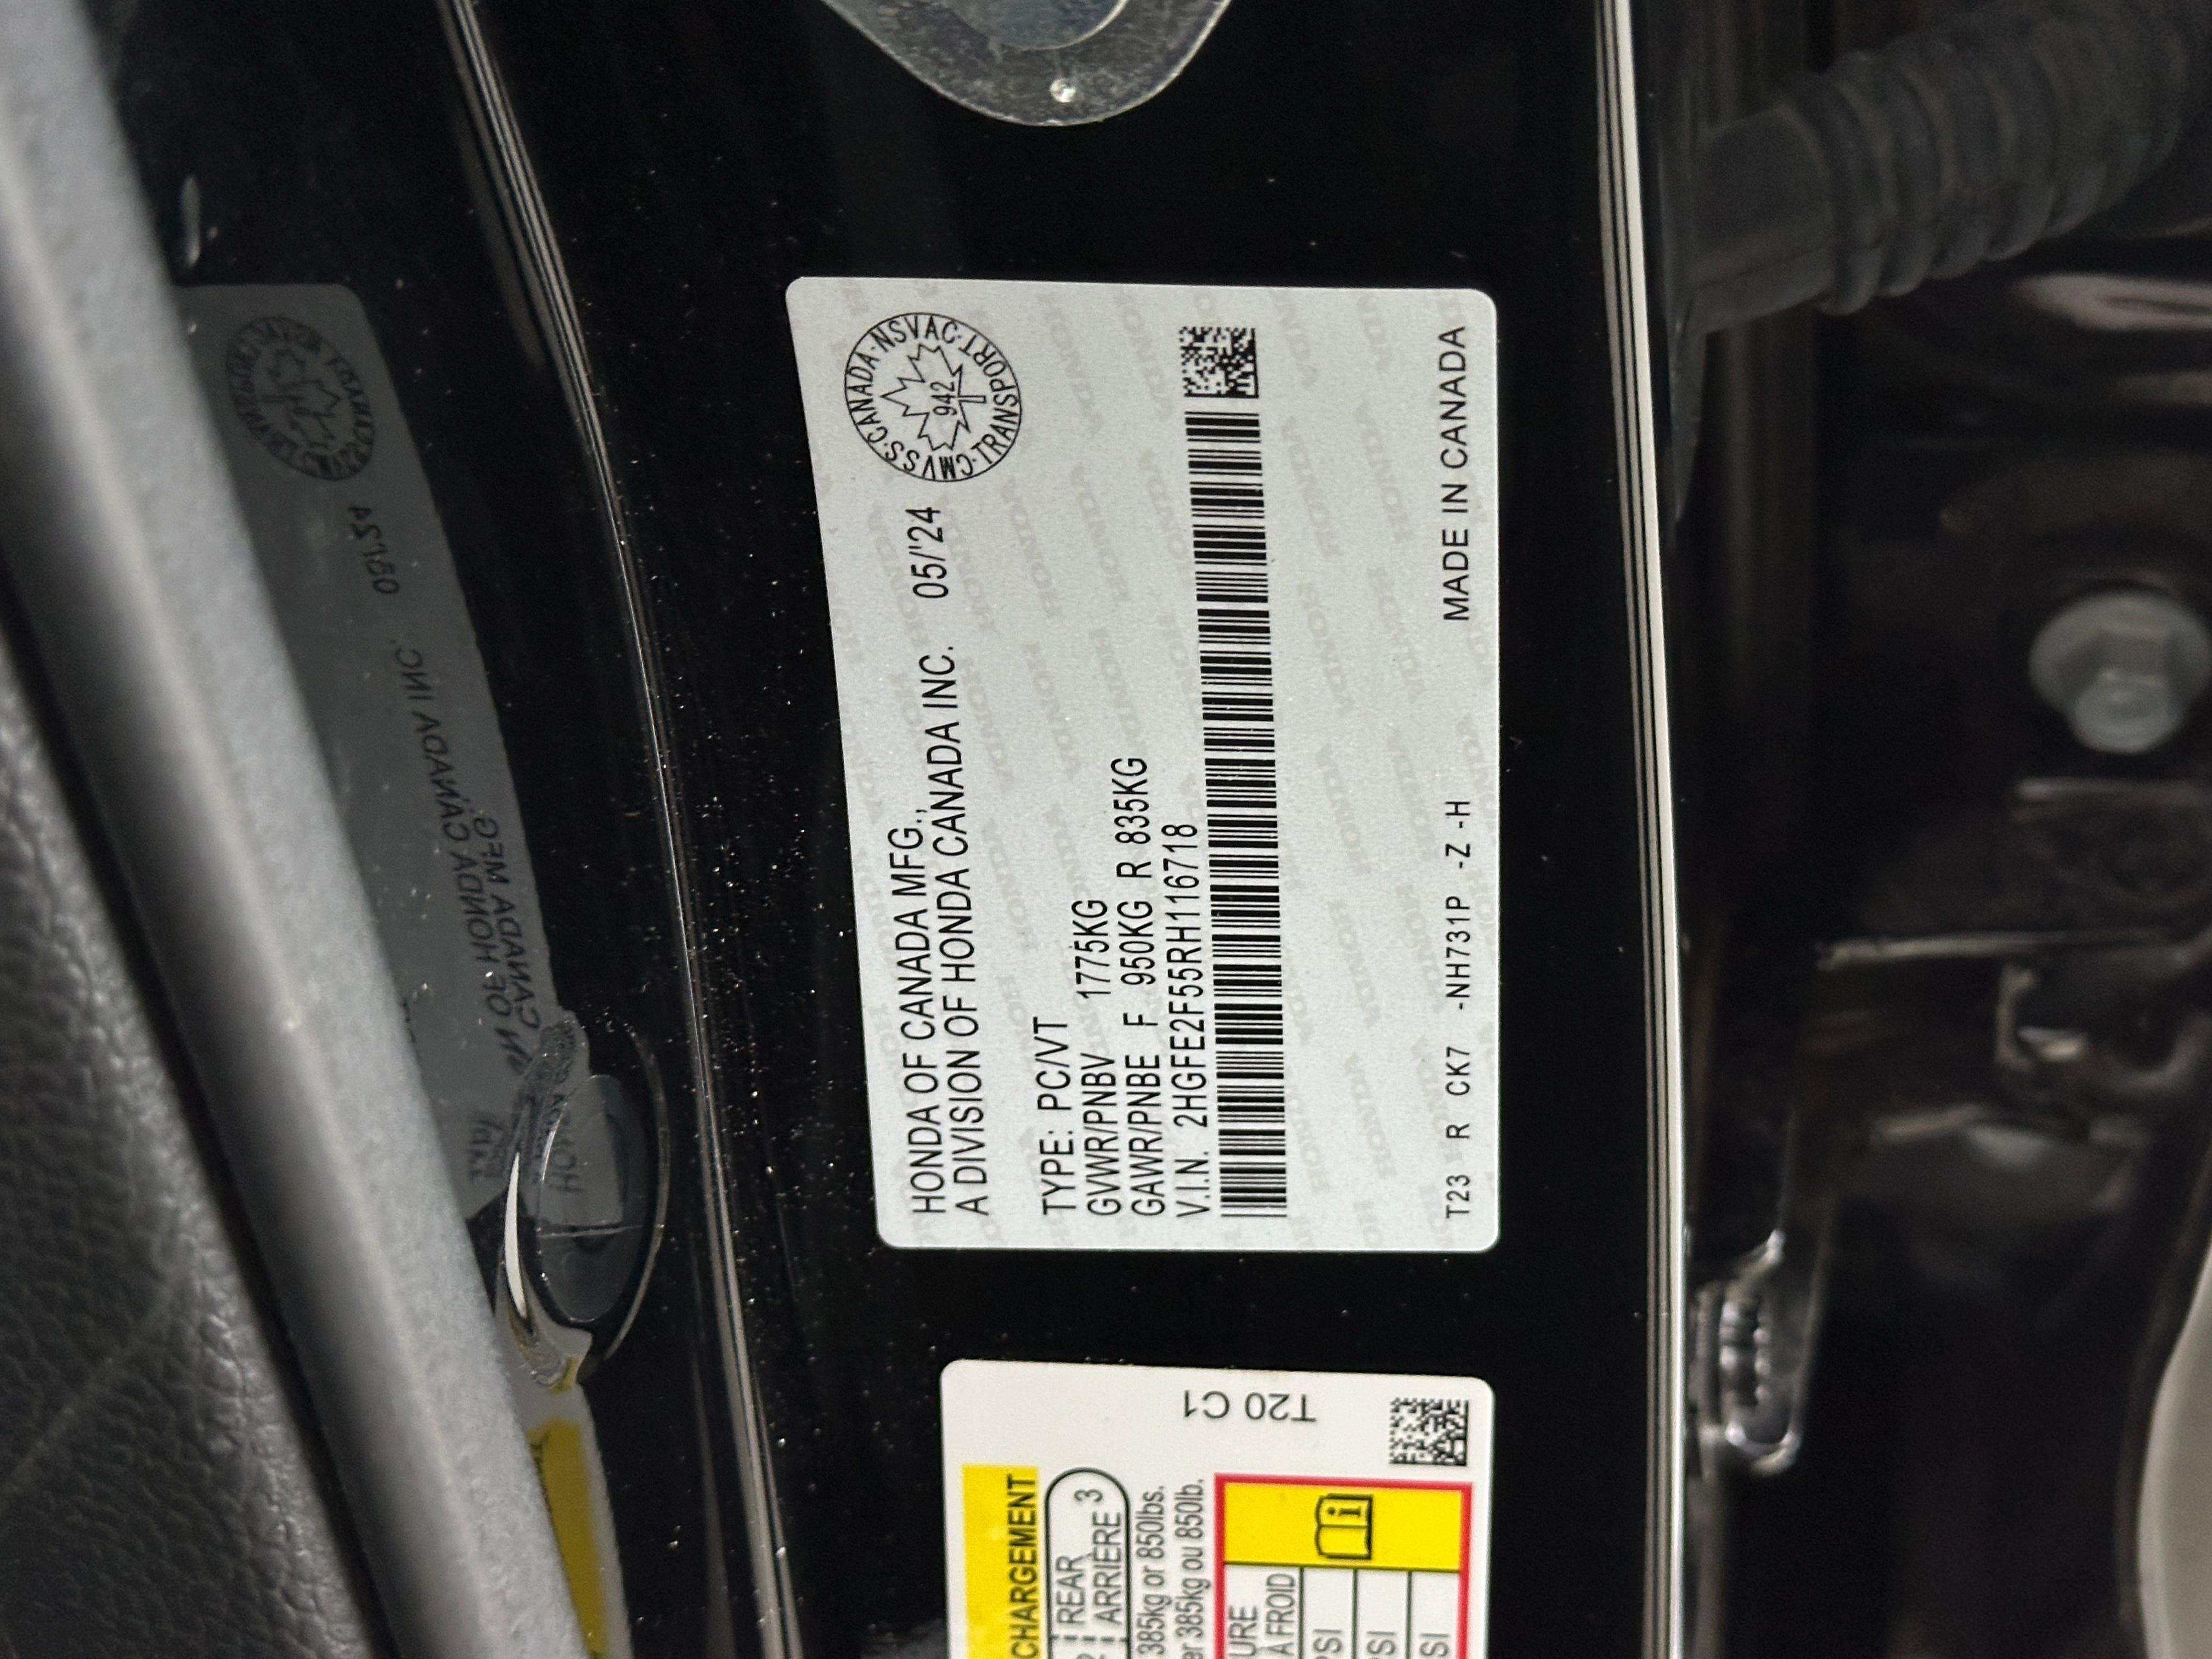 HONDA OF CANADA MFG.,
A DIVISION OF HONDA CANADA INC. 05/'24
CMVSS·CANADA·NSVAC·TRANSPORT·
942
TYPE: PC/VT
GVWR/PNBV 1775KG
GAWR/PNBE F 950KG R 835KG
V.I.N. 2HGFE2F55RH116718
T23 R CK7 -NH731P -Z -H MADE IN CANADA
T20 C1
CHARGEMENT
REAR
ARRIÈRE 3
385kg or 850lbs.
385kg ou 850lb.
À FROID